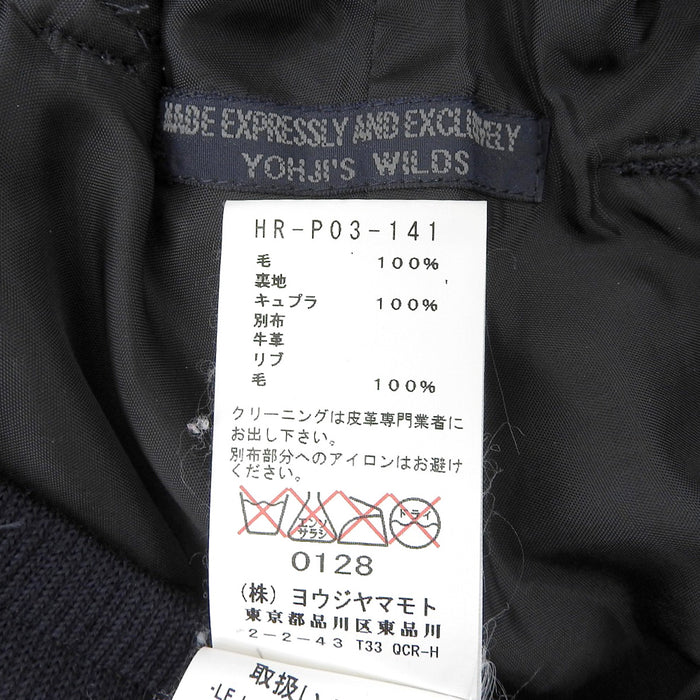 MADE EXPRESSLY AND EXCLUSIVELY
YOHJI'S WILDS
HR-P03-141
毛 100%
裏地
キュプラ 100%
別布
牛革
リブ
毛 100%
クリーニングは皮革専門業者に
お出し下さい。
別布部分へのアイロンはお避け
ください。
エンソ
サラシ
ドライ
0128
(株) ヨウジヤマモト
東京都品川区東品川
2-2-43 T33 QCR-H
取扱い